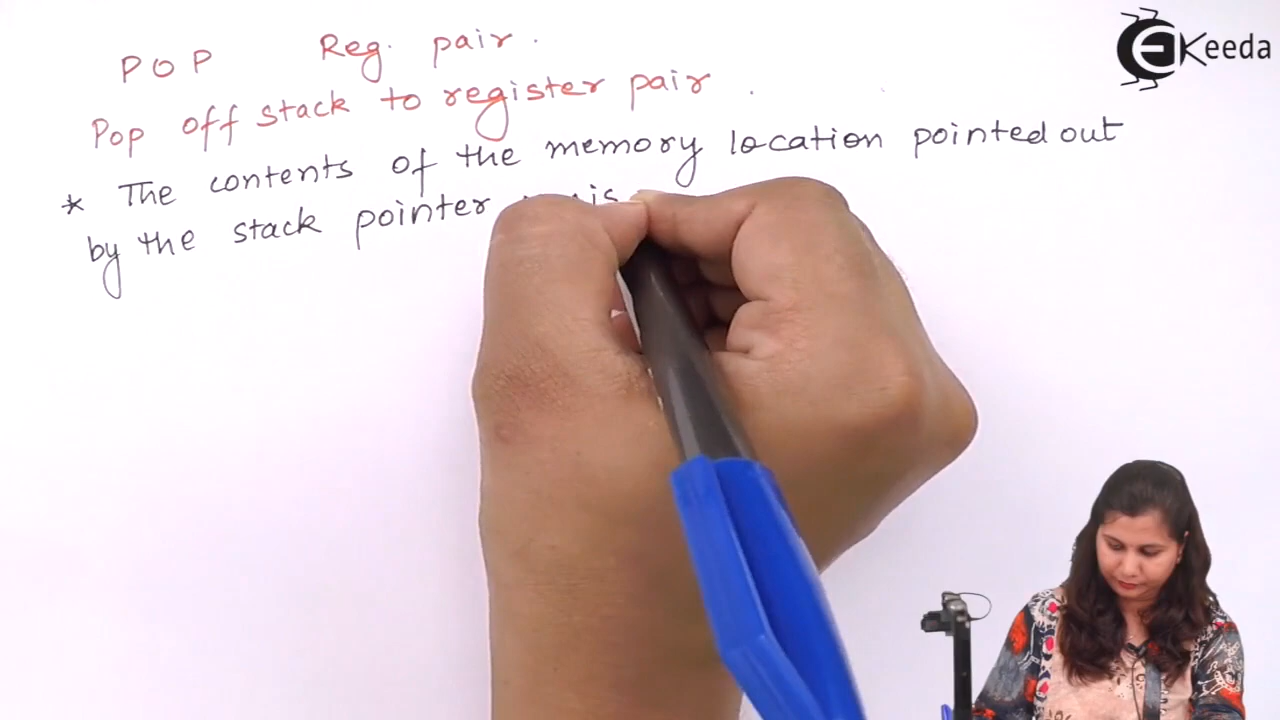 POP Reg. pair.
Pop off stack to register pair.
* The contents of the memory location pointed out
by the stack pointer
EKeeda